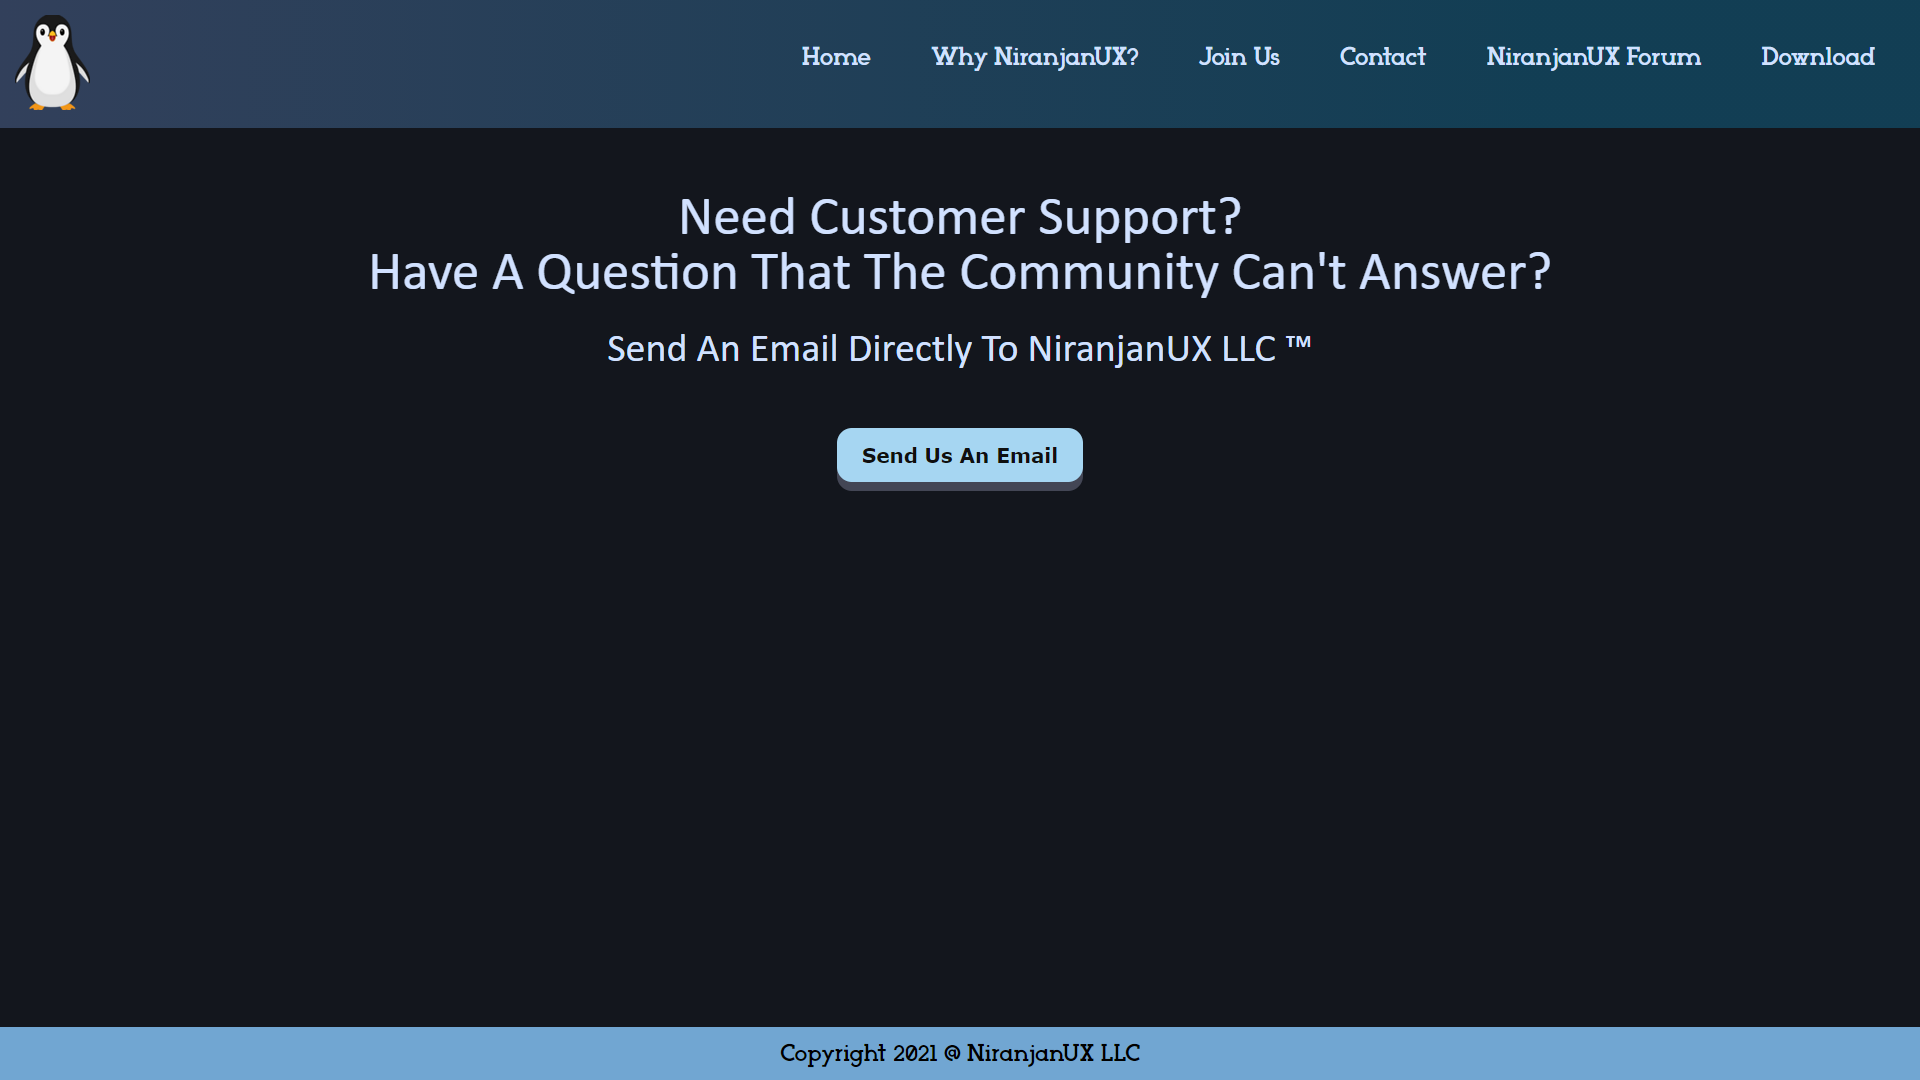 Home Why NiranjanUX? Join Us Contact NiranjanUX Forum Download
Need Customer Support?
Have A Question That The Community Can't Answer?
Send An Email Directly To NiranjanUX LLC ™
Send Us An Email
Copyright 2021 @ NiranjanUX LLC